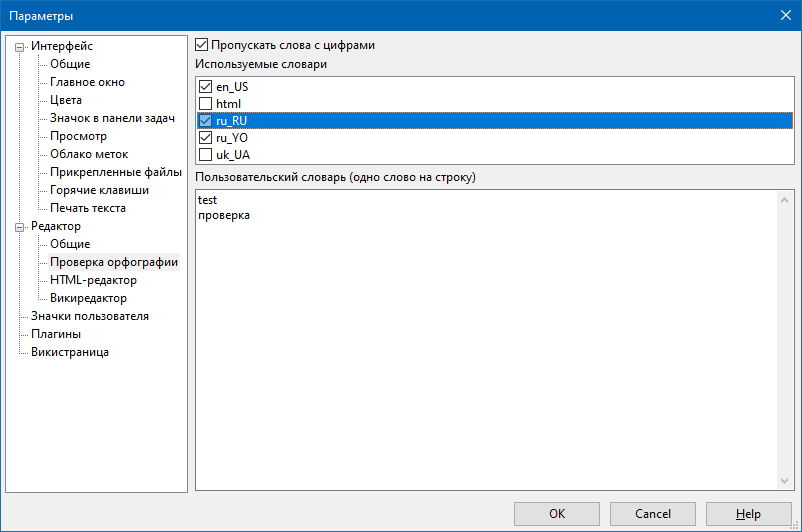 Параметры
Интерфейс
Общие
Главное окно
Цвета
Значок в панели задач
Просмотр
Облако меток
Прикрепленные файлы
Горячие клавиши
Печать текста
Редактор
Общие
Проверка орфографии
HTML-редактор
Викиредактор
Значки пользователя
Плагины
Викистраница
Пропускать слова с цифрами
Используемые словари
en_US
html
ru_RU
ru_YO
uk_UA
Пользовательский словарь (одно слово на строку)
test
проверка
OK
Cancel
Help